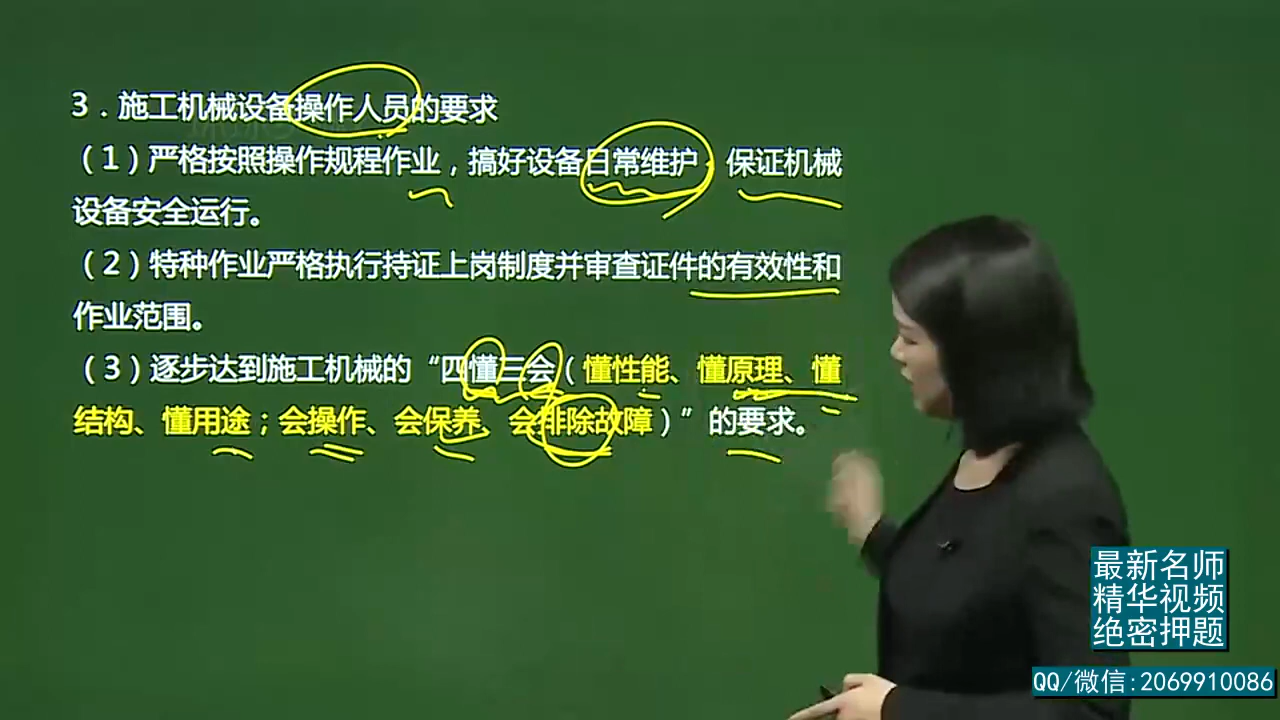 3．施工机械设备操作人员的要求
（1）严格按照操作规程作业，搞好设备日常维护，保证机械
设备安全运行。
（2）特种作业严格执行持证上岗制度并审查证件的有效性和
作业范围。
（3）逐步达到施工机械的“四懂三会（懂性能、懂原理、懂
结构、懂用途；会操作、会保养、会排除故障）”的要求。
最新名师
精华视频
绝密押题
QQ/微信:2069910086